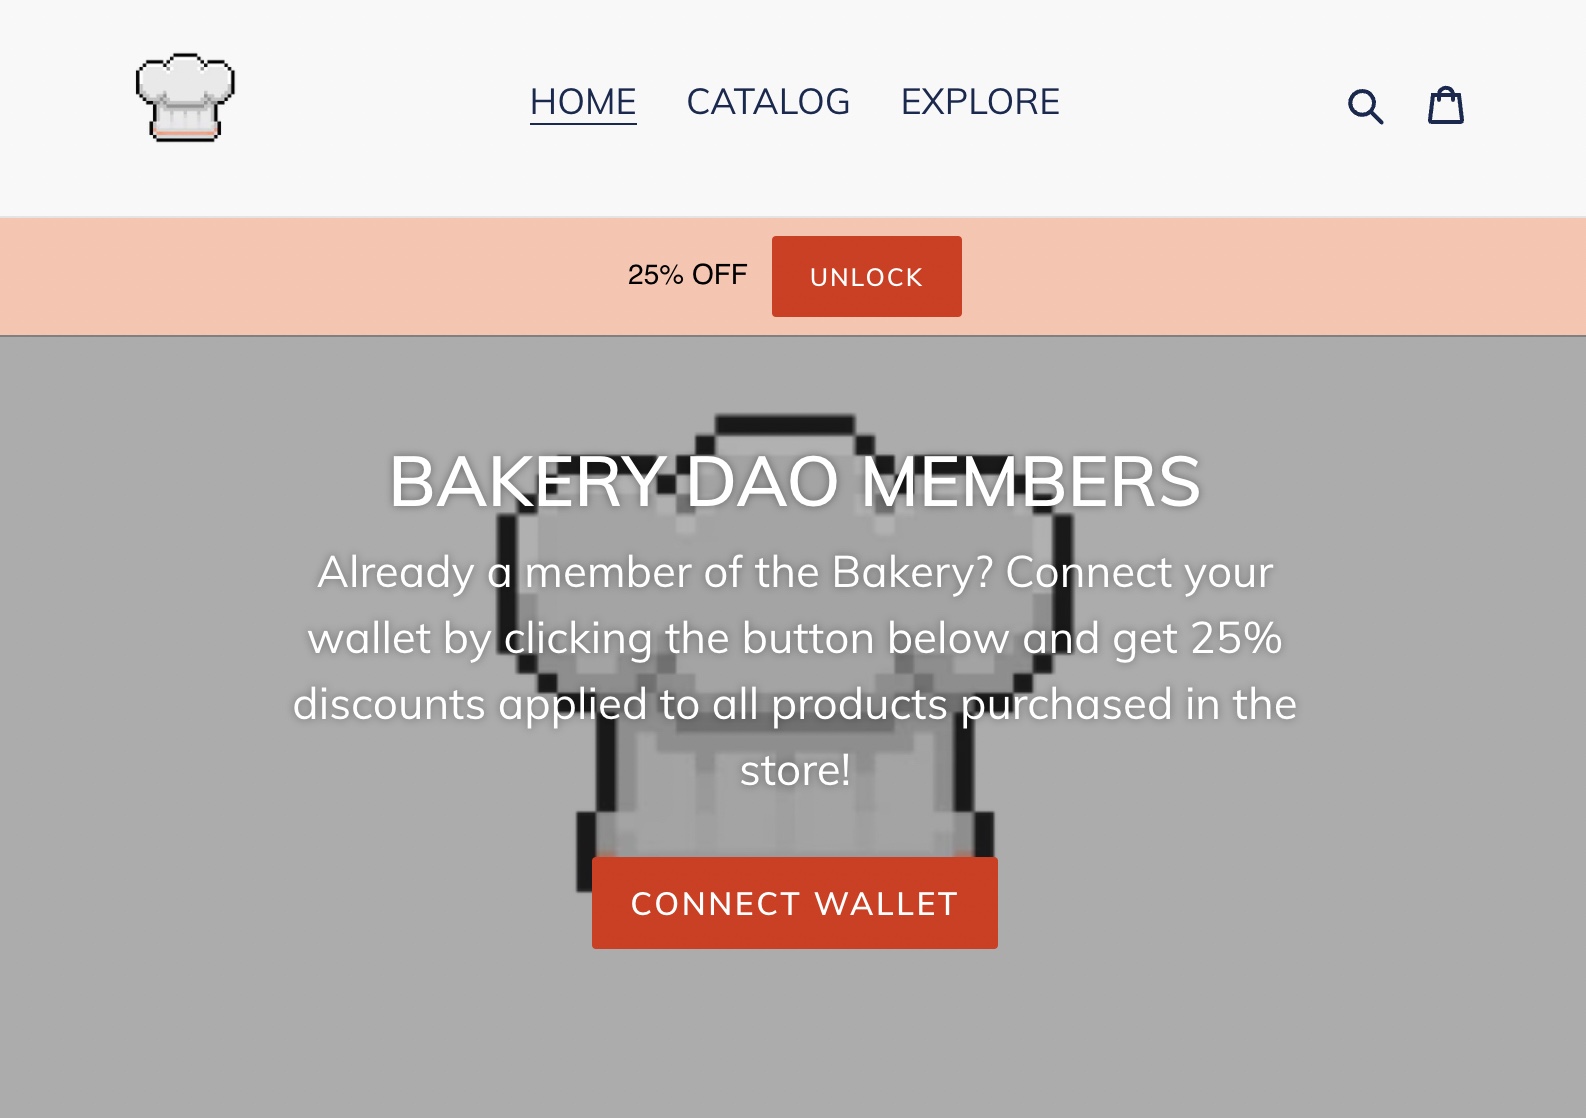 HOME CATALOG EXPLORE
25% OFF UNLOCK
BAKERY DAO MEMBERS
Already a member of the Bakery? Connect your
wallet by clicking the button below and get 25%
discounts applied to all products purchased in the
store!
CONNECT WALLET